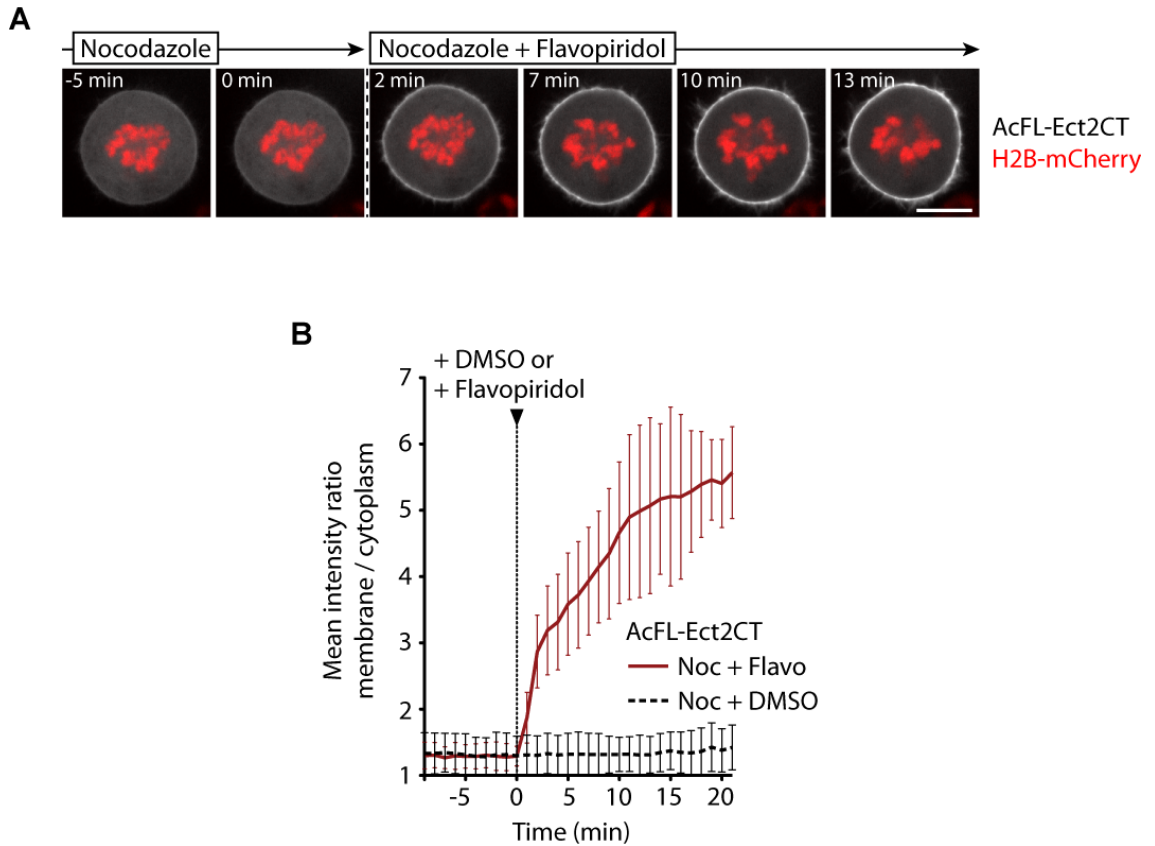 A
Nocodazole
Nocodazole + Flavopiridol
-5 min
0 min
2 min
7 min
10 min
13 min
AcFL-Ect2CT
H2B-mCherry
B
+ DMSO or
+ Flavopiridol
7
6
5
4
3
2
1
Mean intensity ratio
membrane / cytoplasm
AcFL-Ect2CT
Noc + Flavo
Noc + DMSO
-5
0
5
10
15
20
Time (min)